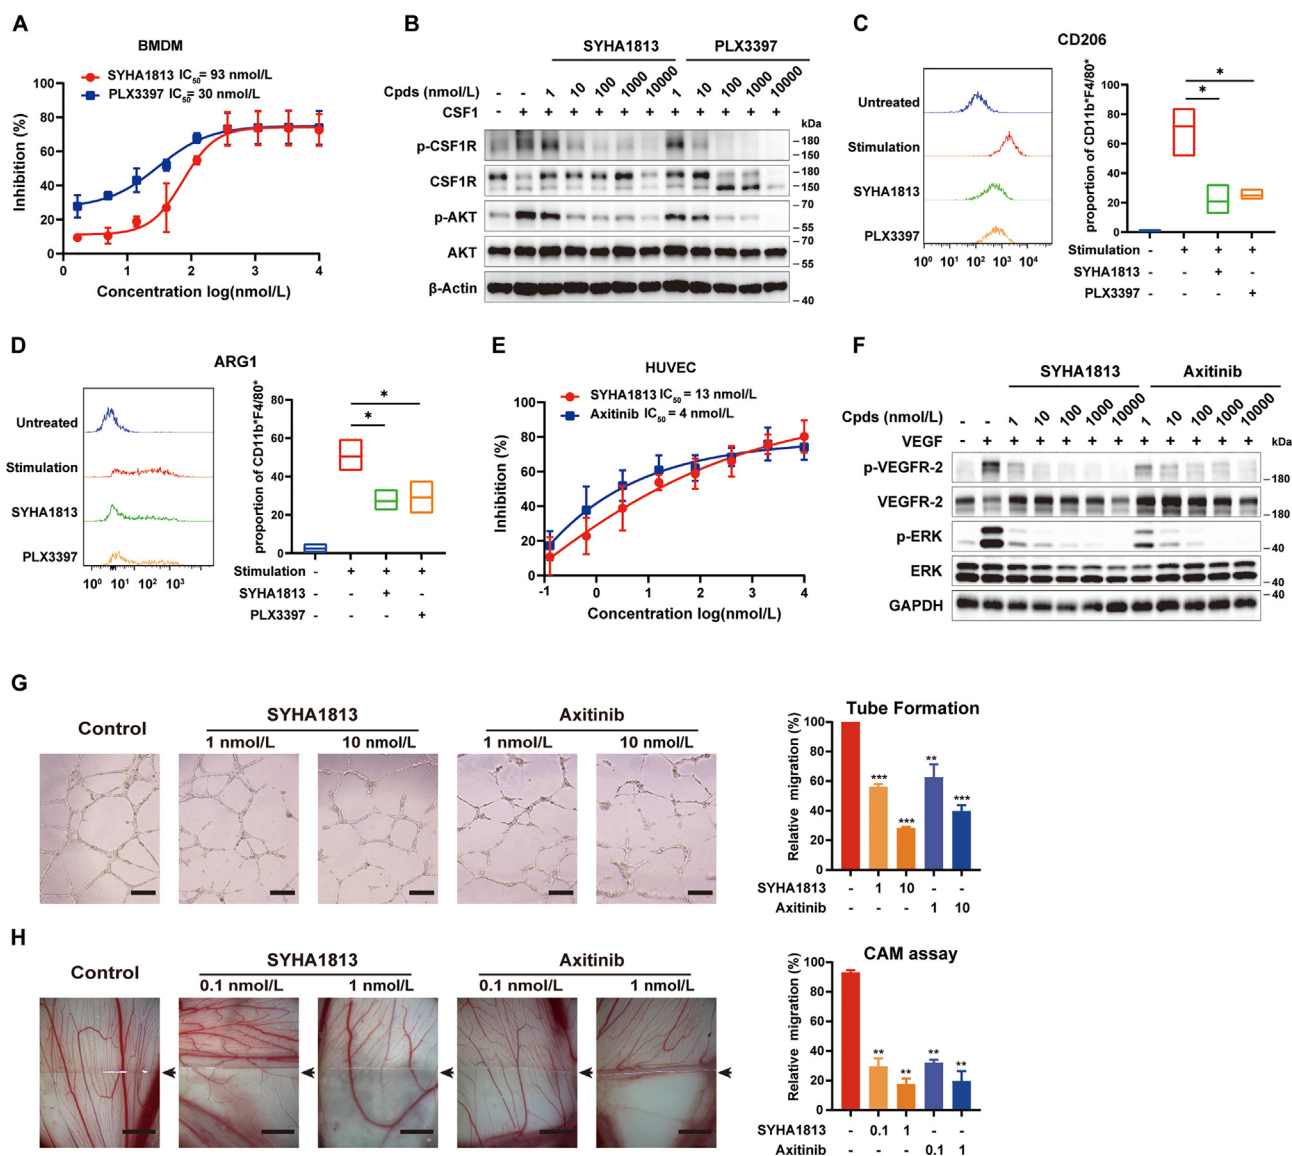 A
BMDM
SYHA1813 IC50= 93 nmol/L
PLX3397 IC50= 30 nmol/L
100
80
60
40
20
0
Inhibition (%)
0 1 2 3 4
Concentration log(nmol/L)
B
SYHA1813 PLX3397
Cpds (nmol/L) - - 1 10 100 1000 10000 1 10 100 1000 10000
CSF1 - + + + + + + + + + + +
kDa
p-CSF1R
180
150
CSF1R
180
150
p-AKT
70
55
AKT
70
55
β-Actin
40
C
CD206
Untreated
Stimulation
SYHA1813
PLX3397
10⁰ 10¹ 10² 10³ 10⁴
proportion of CD11b*F4/80*
100
80
60
40
20
0
* *
Stimulation - + + +
SYHA1813 - - + -
PLX3397 - - - +
D
ARG1
Untreated
Stimulation
SYHA1813
PLX3397
10⁰ 10¹ 10² 10³
proportion of CD11b*F4/80*
80
60
40
20
0
* *
Stimulation - + + +
SYHA1813 - - + -
PLX3397 - - - +
E
HUVEC
SYHA1813 IC50 = 13 nmol/L
Axitinib IC50 = 4 nmol/L
100
80
60
40
20
0
Inhibition (%)
-1 0 1 2 3 4
Concentration log(nmol/L)
F
SYHA1813 Axitinib
Cpds (nmol/L) - - 1 10 100 1000 10000 1 10 100 1000 10000
VEGF - + + + + + + + + + + +
kDa
p-VEGFR-2
180
VEGFR-2
180
p-ERK
40
ERK
40
GAPDH
40
G
Control
SYHA1813
1 nmol/L 10 nmol/L
Axitinib
1 nmol/L 10 nmol/L
Tube Formation
Relative migration (%)
100
80
60
40
20
0
*** *** ** ***
SYHA1813 - 1 10 - -
Axitinib - - - 1 10
H
Control
SYHA1813
0.1 nmol/L 1 nmol/L
Axitinib
0.1 nmol/L 1 nmol/L
CAM assay
Relative migration (%)
100
80
60
40
20
0
** ** ** **
SYHA1813 - 0.1 1 - -
Axitinib - - - 0.1 1